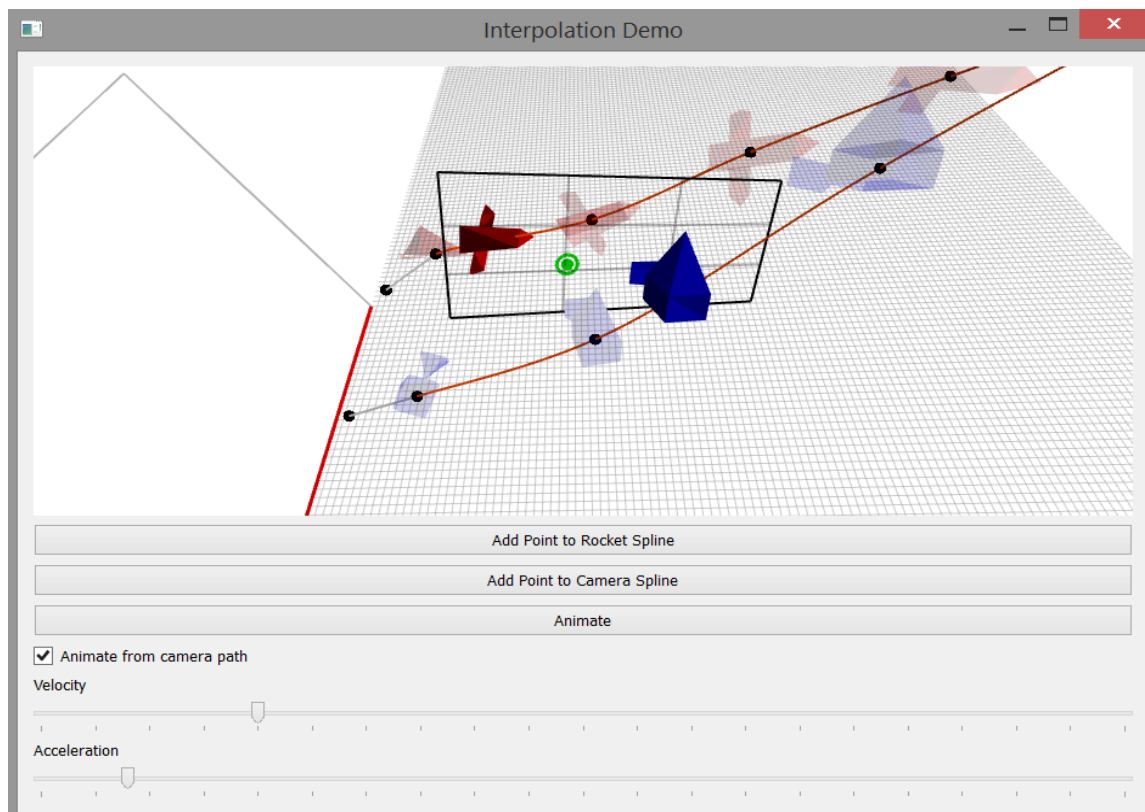 Interpolation Demo
Add Point to Rocket Spline
Add Point to Camera Spline
Animate
Animate from camera path
Velocity
Acceleration